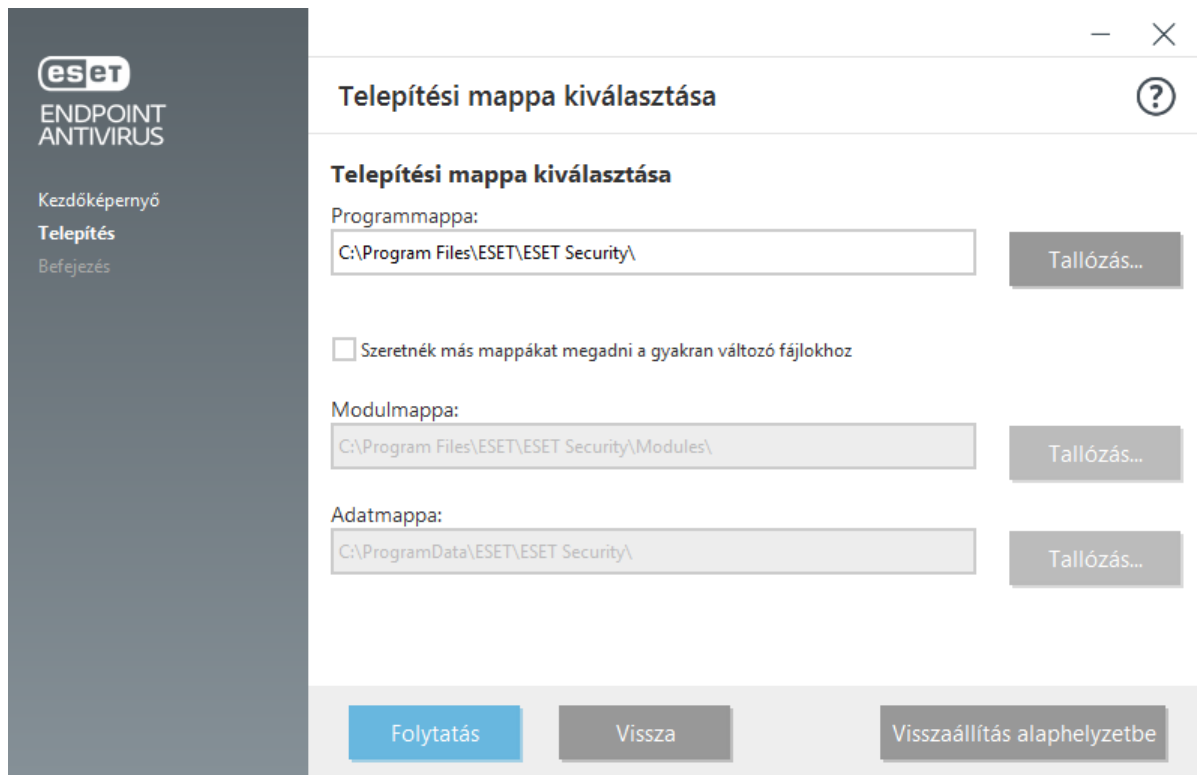 eset
ENDPOINT
ANTIVIRUS
Kezdőképernyő
Telepítés
Befejezés
Telepítési mappa kiválasztása
?
Telepítési mappa kiválasztása
Programmappa:
C:\Program Files\ESET\ESET Security\
Tallózás...
Szeretnék más mappákat megadni a gyakran változó fájlokhoz
Modulmappa:
C:\Program Files\ESET\ESET Security\Modules\
Tallózás...
Adatmappa:
C:\ProgramData\ESET\ESET Security\
Tallózás...
Folytatás
Vissza
Visszaállítás alaphelyzetbe